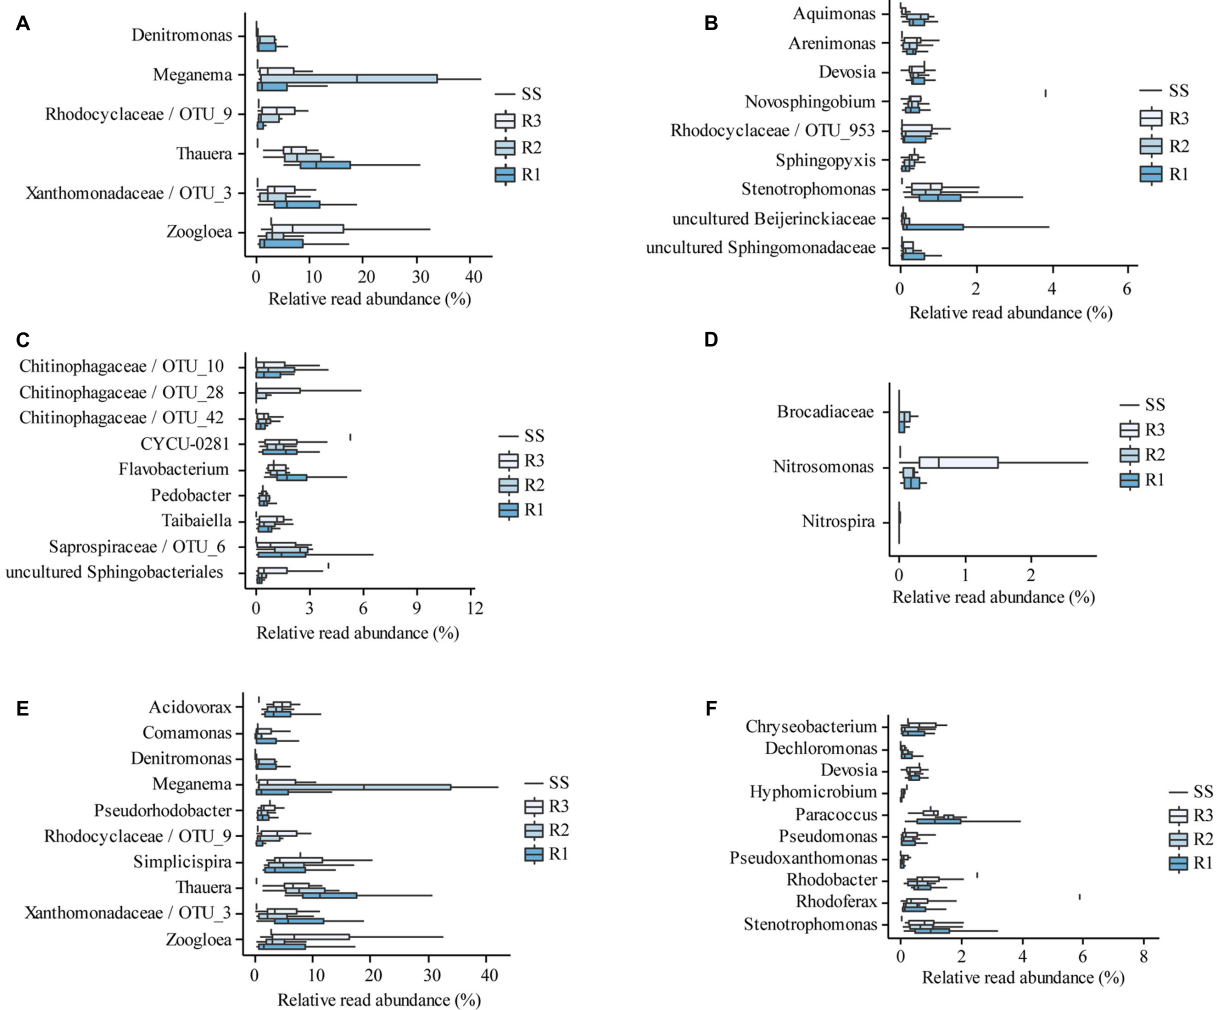 A
Denitromonas
Meganema
Rhodocyclaceae / OTU_9
Thauera
Xanthomonadaceae / OTU_3
Zoogloea
0 10 20 30 40
Relative read abundance (%)
SS
R3
R2
R1
B
Aquimonas
Arenimonas
Devosia
Novosphingobium
Rhodocyclaceae / OTU_953
Sphingopyxis
Stenotrophomonas
uncultured Beijerinckiaceae
uncultured Sphingomonadaceae
0 2 4 6
Relative read abundance (%)
SS
R3
R2
R1
C
Chitinophagaceae / OTU_10
Chitinophagaceae / OTU_28
Chitinophagaceae / OTU_42
CYCU-0281
Flavobacterium
Pedobacter
Taibaiella
Saprospiraceae / OTU_6
uncultured Sphingobacteriales
0 3 6 9 12
Relative read abundance (%)
SS
R3
R2
R1
D
Brocadiaceae
Nitrosomonas
Nitrospira
0 1 2
Relative read abundance (%)
SS
R3
R2
R1
E
Acidovorax
Comamonas
Denitromonas
Meganema
Pseudorhodobacter
Rhodocyclaceae / OTU_9
Simplicispira
Thauera
Xanthomonadaceae / OTU_3
Zoogloea
0 10 20 30 40
Relative read abundance (%)
SS
R3
R2
R1
F
Chryseobacterium
Dechloromonas
Devosia
Hyphomicrobium
Paracoccus
Pseudomonas
Pseudoxanthomonas
Rhodobacter
Rhodoferax
Stenotrophomonas
0 2 4 6 8
Relative read abundance (%)
SS
R3
R2
R1